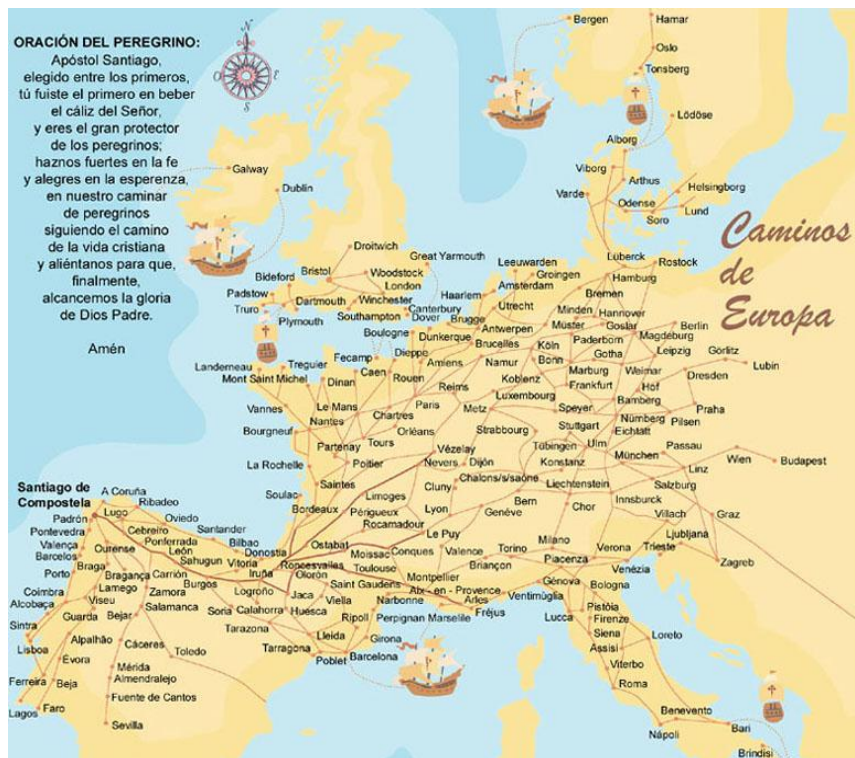 ORACIÓN DEL PEREGRINO:
Apóstol Santiago,
elegido entre los primeros,
tú fuiste el primero en beber
el cáliz del Señor,
y eres el gran protector
de los peregrinos;
haznos fuertes en la fe
y alegres en la esperenza,
en nuestro caminar
de peregrinos
siguiendo el camino
de la vida cristiana
y aliéntanos para que,
finalmente,
alcancemos la gloria
de Dios Padre.
Amén
N
O
E
S
Caminos
de
Europa
Bergen
Hamar
Oslo
Tonsberg
Lödöse
Alborg
Viborg
Arthus
Varde
Odense
Helsingborg
Soro
Lund
Galway
Dublin
Lüberck
Rostock
Droitwich
Great Yarmouth
Leeuwarden
Groingen
Hamburg
Bideford
Bristol
Woodstock
London
Amsterdam
Bremen
Padstow
Dartmouth
Winchester
Haarlem
Utrecht
Minden
Hannover
Truro
Plymouth
Southampton
Canterbury
Dover
Brugge
Antwerpen
Múster
Goslar
Berlin
Boulogne
Dunkerque
Brucelles
Köln
Paderborn
Magdeburg
Fecamp
Dieppe
Amiens
Namur
Bonn
Gotha
Leipzig
Görlitz
Landerneau
Treguier
Caen
Rouen
Koblenz
Marburg
Weimar
Dresden
Lubin
Mont Saint Michel
Dinan
Reims
Luxembourg
Frankfurt
Hof
Vannes
Le Mans
Paris
Metz
Speyer
Bamberg
Praha
Nantes
Chartres
Nümberg
Pilsen
Bourgneuf
Orléans
Strabbourg
Stuttgart
Eichtätt
Partenay
Tours
Vézelay
Tübingen
Ulm
Passau
La Rochelle
Poitier
Nevers
Dijón
Konstanz
München
Wien
Budapest
Linz
Santiago de
Compostela
A Coruña
Saintes
Cluny
Chalons/s/saône
Liechtenstein
Salzburg
Ribadeo
Soulac
Limoges
Bern
Innsburck
Padrón
Lugo
Oviedo
Bordeaux
Périgueux
Lyon
Genéve
Chor
Villach
Graz
Pontevedra
Cebreiro
Santander
Rocamadour
Valença
Ponferrada
Bilbao
Ostabat
Le Puy
Milano
Ljubljana
Barcelos
Ourense
León
Donostia
Moissac
Conques
Valence
Torino
Verona
Trieste
Braga
Sahugun
Vitoria
Roncesvalles
Toulouse
Briançon
Piacenza
Zagreb
Porto
Bragança
Carrión
Iruña
Olorón
Montpellier
Venézia
Coimbra
Lamego
Zamora
Burgos
Logroño
Saint Gaudens
Aix - en - Provence
Génova
Bologna
Alcobaça
Viseu
Jaca
Viella
Narbonne
Arles
Ventimùglia
Guarda
Bejar
Salamanca
Soria
Calahorra
Huesca
Ripoll
Perpignan
Marselle
Fréjus
Pistòia
Sintra
Tarazona
Lleida
Girona
Lucca
Firenze
Lisboa
Alpalhão
Cáceres
Siena
Loreto
Évora
Toledo
Tarragona
Poblet
Barcelona
Assisi
Mérida
Viterbo
Ferreira
Beja
Almendralejo
Roma
Fuente de Cantos
Lagos
Faro
Benevento
Sevilla
Nápoli
Bari
Brindisi